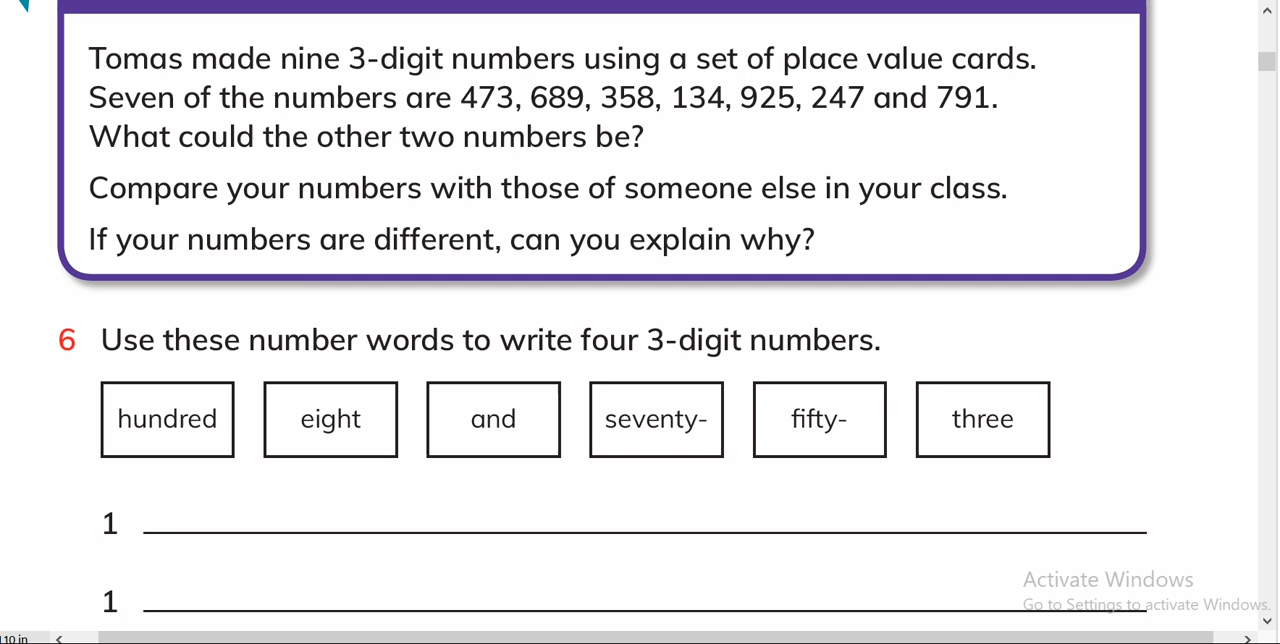 Tomas made nine 3-digit numbers using a set of place value cards.
Seven of the numbers are 473, 689, 358, 134, 925, 247 and 791.
What could the other two numbers be?
Compare your numbers with those of someone else in your class.
If your numbers are different, can you explain why?
6 Use these number words to write four 3-digit numbers.
hundred eight and seventy- fifty- three
1
1
Activate Windows
Go to Settings to activate Windows.
10 in